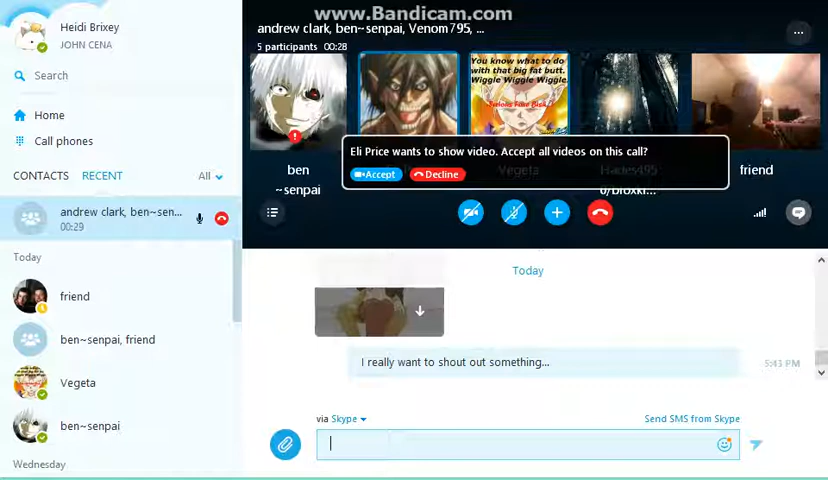 www.Bandicam.com
Heidi Brixey
JOHN CENA
Search
Home
Call phones
CONTACTS RECENT All
andrew clark, ben~sen...
00:29
Today
friend
ben~senpai, friend
Vegeta
ben~senpai
Wednesday
andrew clark, ben~senpai, Venom795, ...
5 participants 00:28
You know what to do
with that big fat butt.
Wiggle Wiggle Wiggle.
Eli Price wants to show video. Accept all videos on this call?
Accept Decline
ben
~senpai
Vegeta
Hades495
friend
Today
I really want to shout out something...
5:43 PM
via Skype
Send SMS from Skype